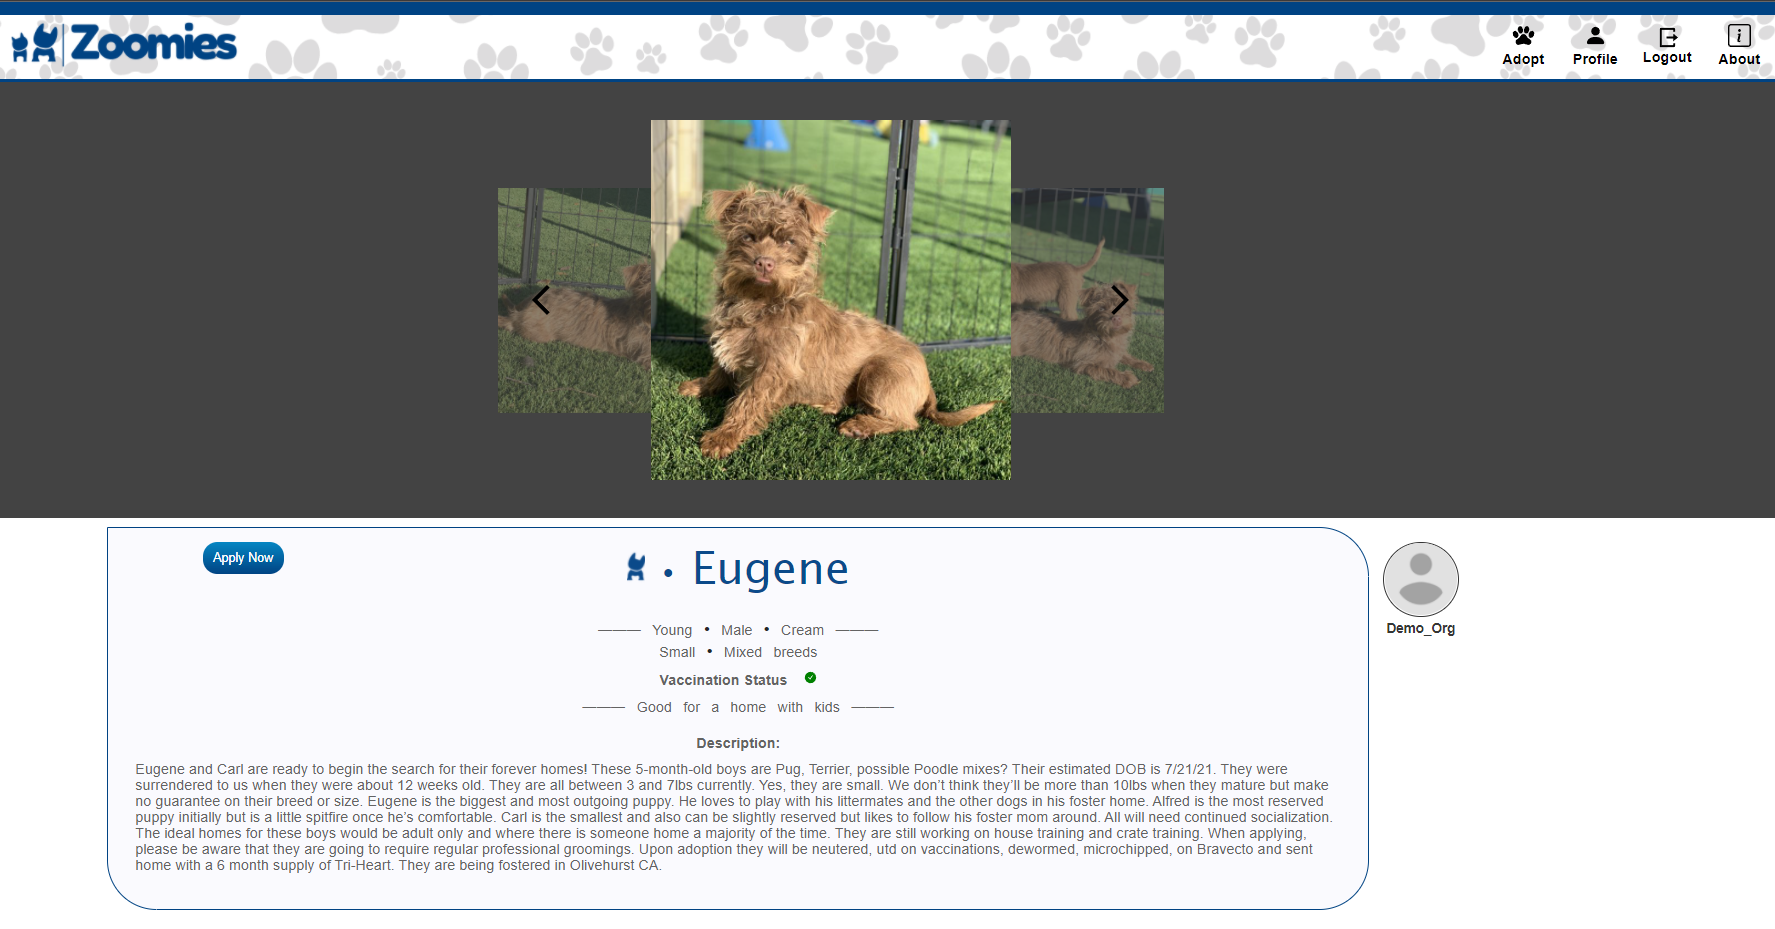 Zoomies
Adopt
Profile
Logout
About
Apply Now
• Eugene
——— Young • Male • Cream ———
Small • Mixed breeds
Vaccination Status
——— Good for a home with kids ———
Description:
Eugene and Carl are ready to begin the search for their forever homes! These 5-month-old boys are Pug, Terrier, possible Poodle mixes? Their estimated DOB is 7/21/21. They were
surrendered to us when they were about 12 weeks old. They are all between 3 and 7lbs currently. Yes, they are small. We don’t think they’ll be more than 10lbs when they mature but make
no guarantee on their breed or size. Eugene is the biggest and most outgoing puppy. He loves to play with his littermates and the other dogs in his foster home. Alfred is the most reserved
puppy initially but is a little spitfire once he’s comfortable. Carl is the smallest and also can be slightly reserved but likes to follow his foster mom around. All will need continued socialization.
The ideal homes for these boys would be adult only and where there is someone home a majority of the time. They are still working on house training and crate training. When applying,
please be aware that they are going to require regular professional groomings. Upon adoption they will be neutered, utd on vaccinations, dewormed, microchipped, on Bravecto and sent
home with a 6 month supply of Tri-Heart. They are being fostered in Olivehurst CA.
Demo_Org